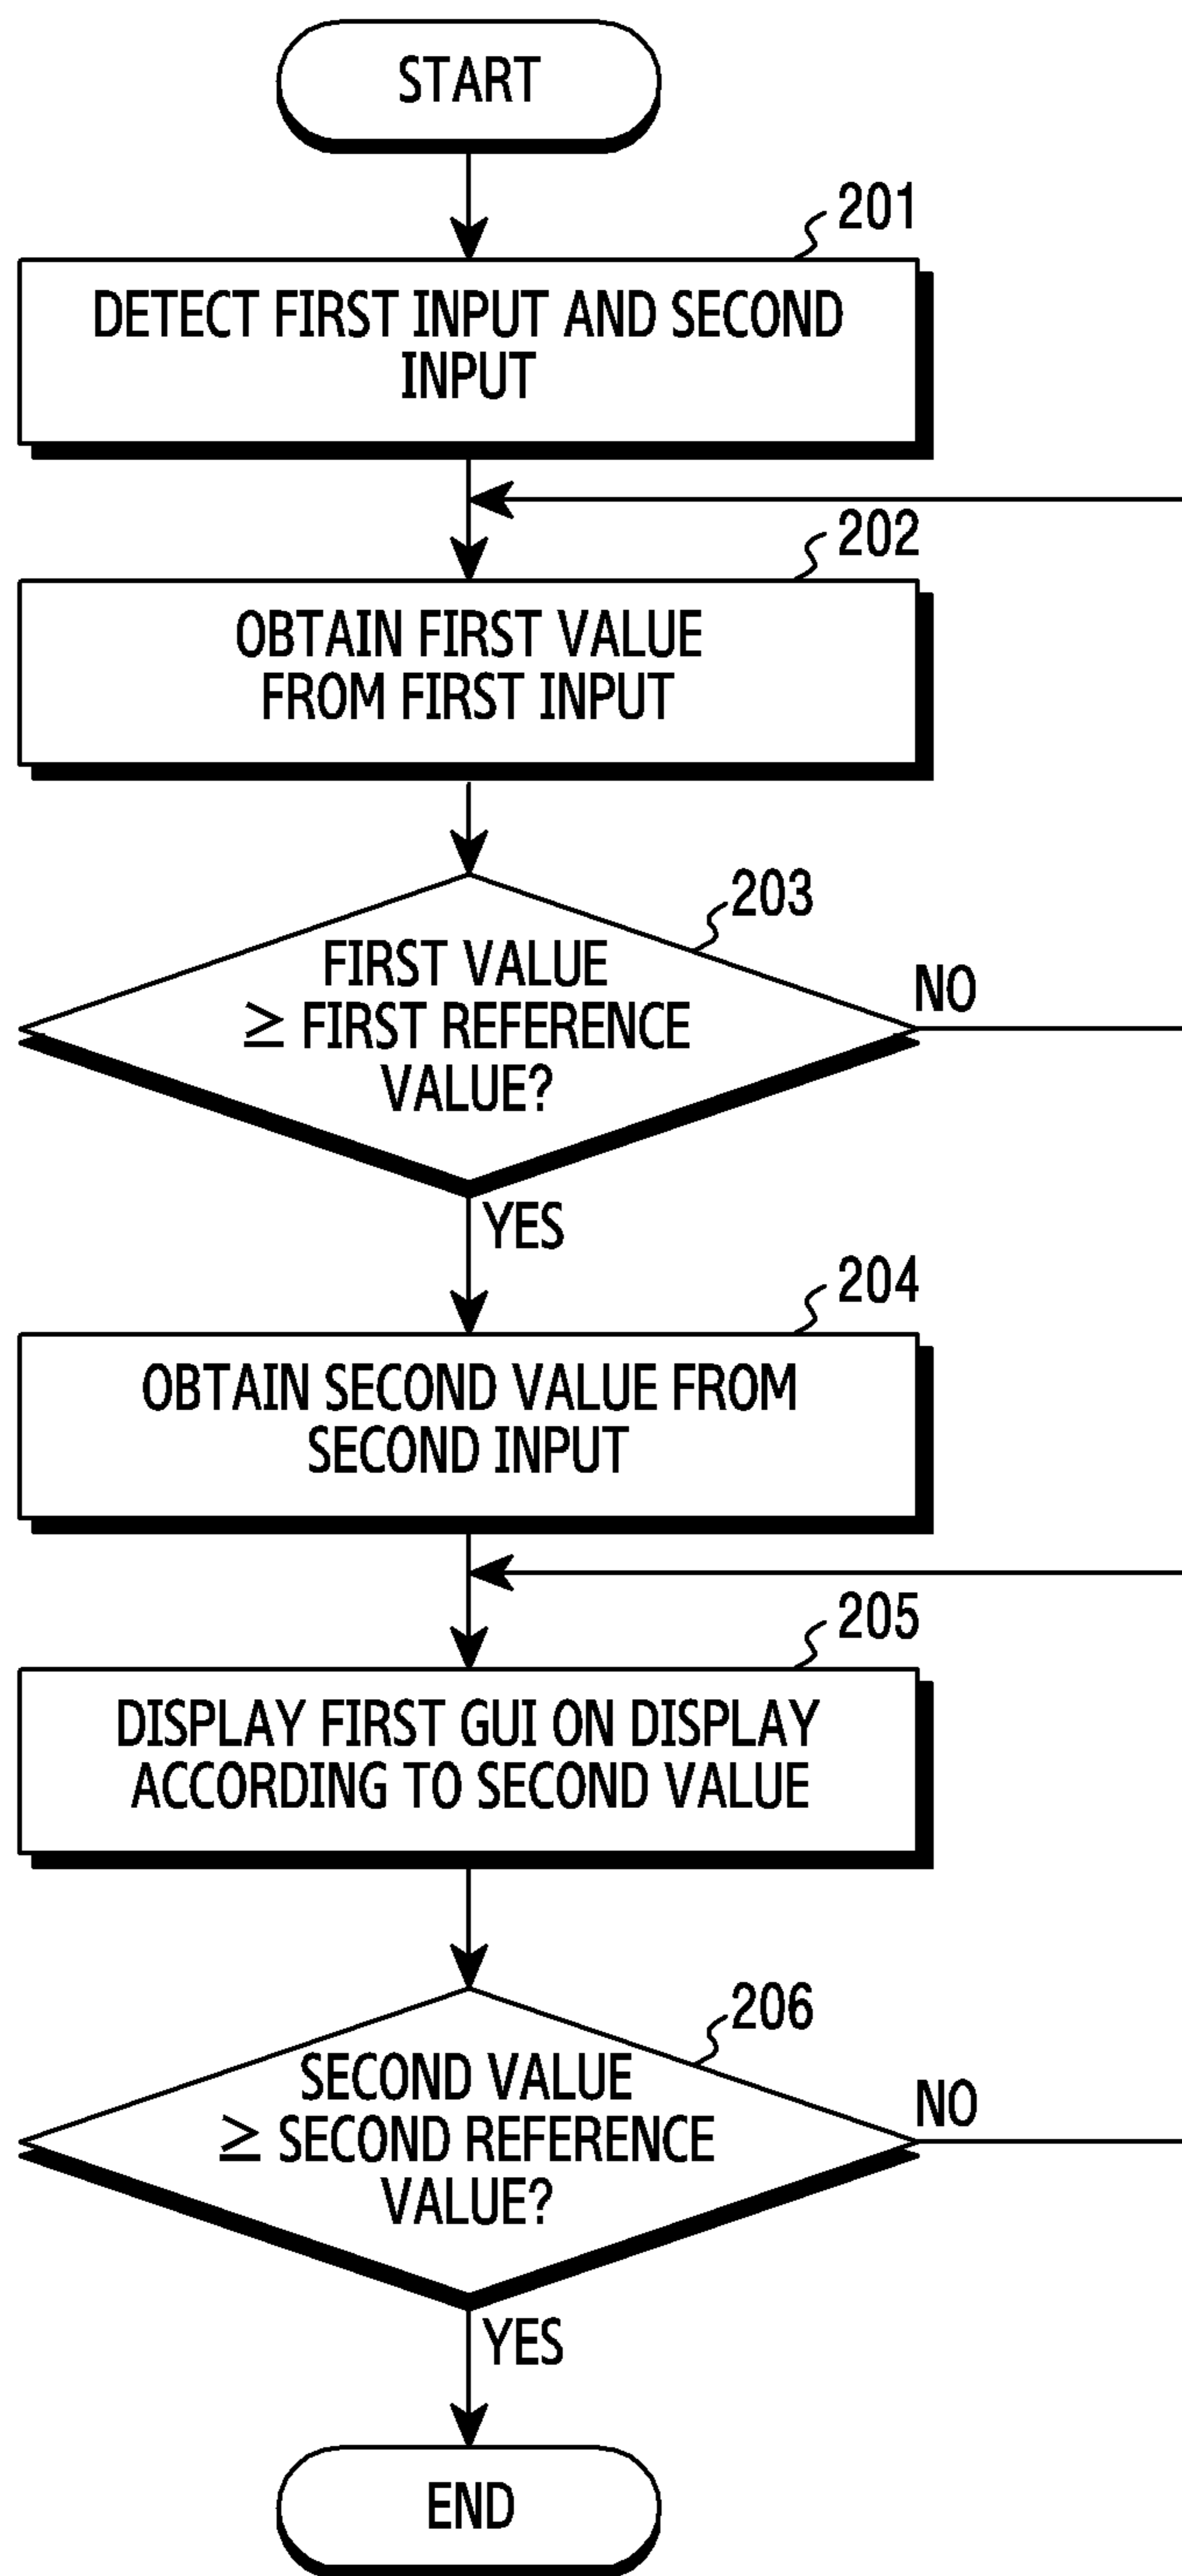 START
201
DETECT FIRST INPUT AND SECOND
INPUT
202
OBTAIN FIRST VALUE
FROM FIRST INPUT
203
FIRST VALUE
≥ FIRST REFERENCE
VALUE?
NO
YES
204
OBTAIN SECOND VALUE FROM
SECOND INPUT
205
DISPLAY FIRST GUI ON DISPLAY
ACCORDING TO SECOND VALUE
206
SECOND VALUE
≥ SECOND REFERENCE
VALUE?
NO
YES
END